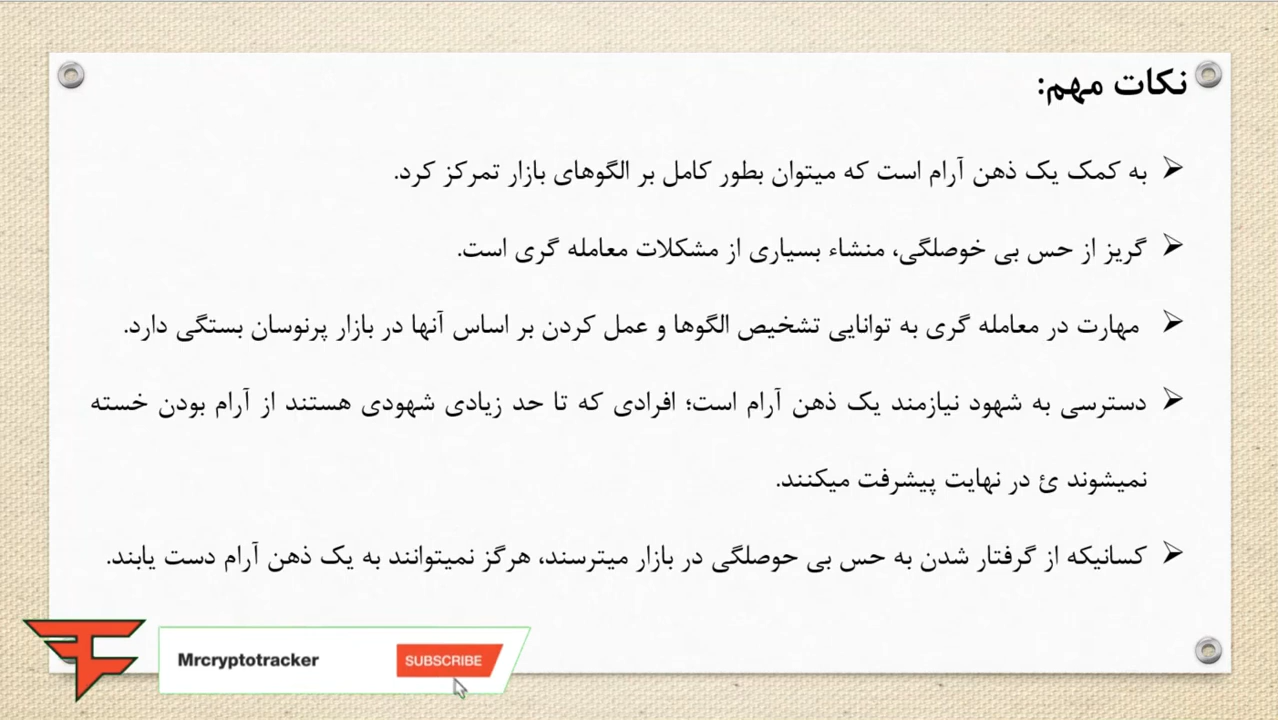 نکات مهم:
به کمک یک ذهن آرام است که میتوان بطور کامل بر الگوهای بازار تمرکز کرد.
گریز از حس بی خوصلگی، منشاء بسیاری از مشکلات معامله گری است.
مهارت در معامله گری به توانایی تشخیص الگوها و عمل کردن بر اساس آنها در بازار پرنوسان بستگی دارد.
دسترسی به شهود نیازمند یک ذهن آرام است؛ افرادی که تا حد زیادی شهودی هستند از آرام بودن خسته
نمیشوند ئ در نهایت پیشرفت میکنند.
کسانیکه از گرفتار شدن به حس بی حوصلگی در بازار میترسند، هرگز نمیتوانند به یک ذهن آرام دست یابند.
Mrcryptotracker
SUBSCRIBE